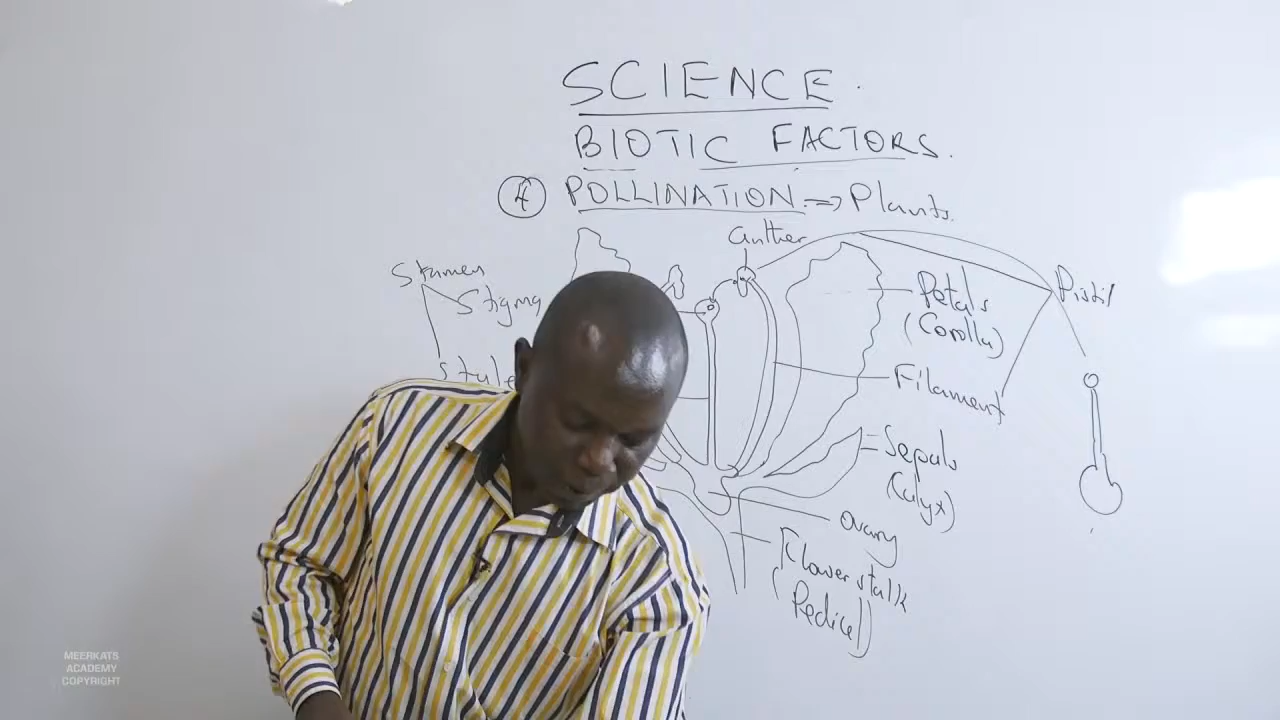 SCIENCE.
BIOTIC FACTORS.
4 POLLINATION => Plants.
anther
Stamen
Stigma
Style
Petals
(Corolla)
Pistil
Filament
Sepals
(Calyx)
Ovary
Flower stalk
(Pedicel)
MEERKATS
ACADEMY
COPYRIGHT